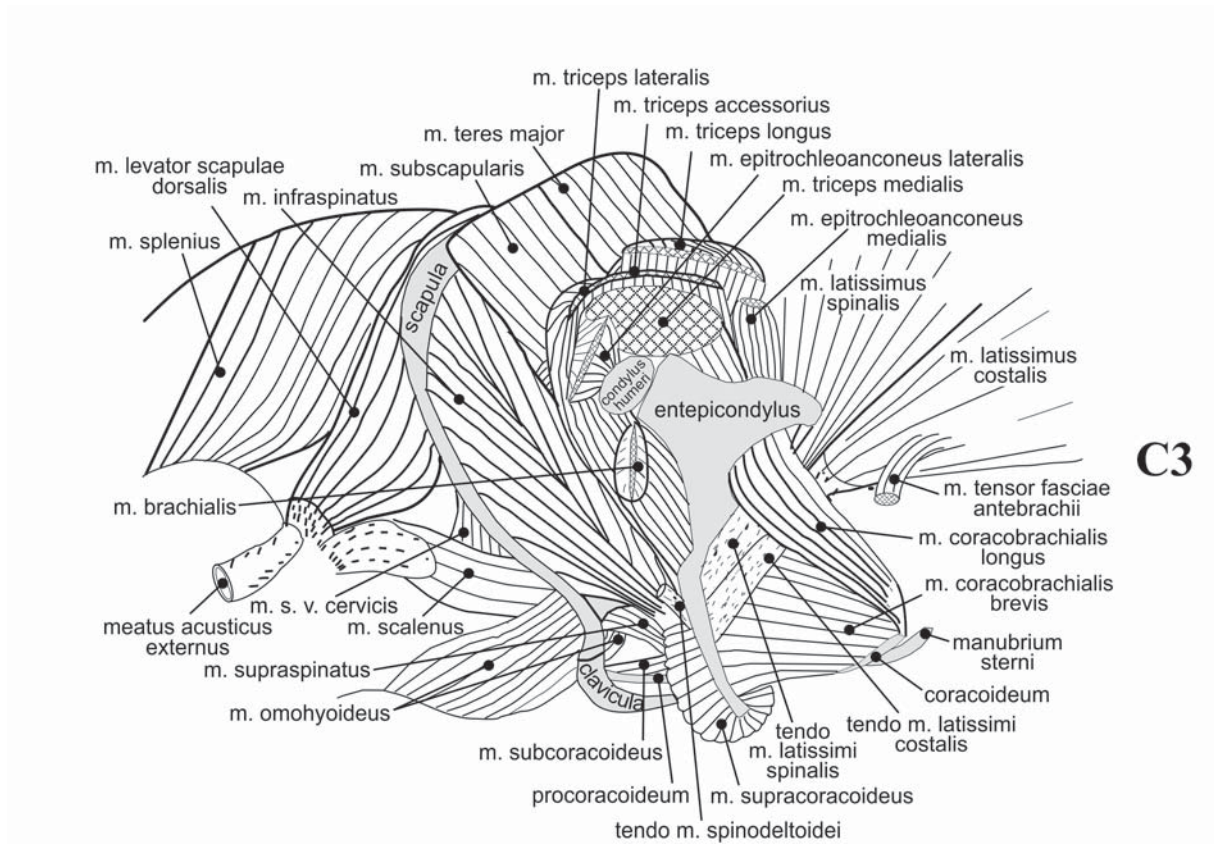 m. triceps lateralis
m. triceps accessorius
m. teres major
m. triceps longus
m. levator scapulae
dorsalis
m. subscapularis
m. epitrochleoanconeus lateralis
m. infraspinatus
m. triceps medialis
m. splenius
m. epitrochleoanconeus
medialis
scapula
m. latissimus
spinalis
m. latissimus
costalis
condylus
humeri
entepicondylus
C3
m. brachialis
m. tensor fasciae
antebrachii
m. coracobrachialis
longus
m. s. v. cervicis
m. coracobrachialis
brevis
meatus acusticus
externus
m. scalenus
manubrium
sterni
m. supraspinatus
clavicula
coracoideum
m. omohyoideus
tendo m. latissimi
costalis
tendo
m. latissimi
spinalis
m. subcoracoideus
procoracoideum
m. supracoracoideus
tendo m. spinodeltoidei